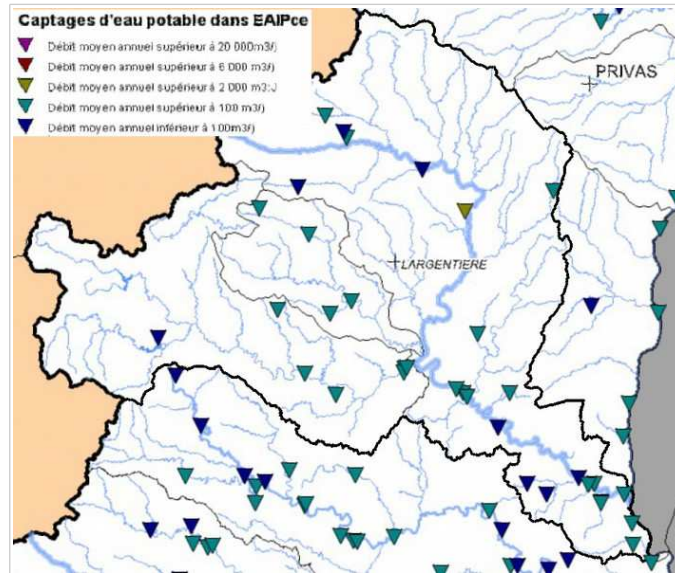 Captages d'eau potable dans EAIPce
Débit moyen annuel supérieur à 20 000m3/j
Débit moyen annuel supérieur à 6 000 m3/j
Débit moyen annuel supérieur à 2 000 m3/J
Débit moyen annuel supérieur à 100 m3/j
Débit moyen annuel inférieur à 100m3/j
PRIVAS
LARGENTIERE